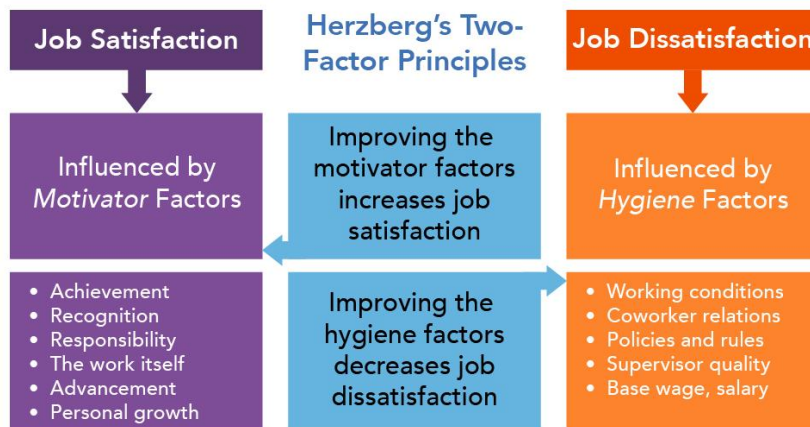 Job Satisfaction
Herzberg's Two-
Factor Principles
Job Dissatisfaction
Influenced by
Motivator Factors
Improving the
motivator factors
increases job
satisfaction
Influenced by
Hygiene Factors
• Achievement
• Recognition
• Responsibility
• The work itself
• Advancement
• Personal growth
Improving the
hygiene factors
decreases job
dissatisfaction
• Working conditions
• Coworker relations
• Policies and rules
• Supervisor quality
• Base wage, salary